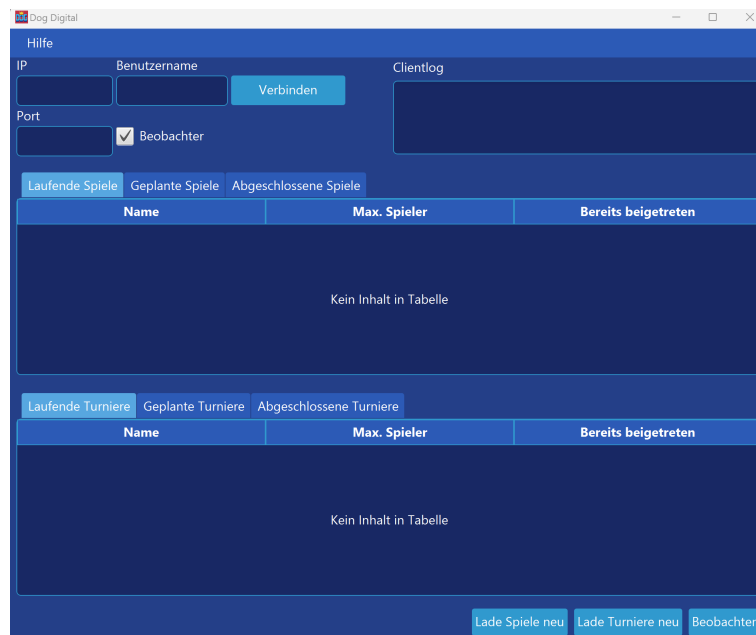 Dog Digital
Hilfe
IP
Benutzername
Clientlog
Verbinden
Port
Beobachter
Laufende Spiele Geplante Spiele Abgeschlossene Spiele
Name Max. Spieler Bereits beigetreten
Kein Inhalt in Tabelle
Laufende Turniere Geplante Turniere Abgeschlossene Turniere
Name Max. Spieler Bereits beigetreten
Kein Inhalt in Tabelle
Lade Spiele neu Lade Turniere neu Beobachter